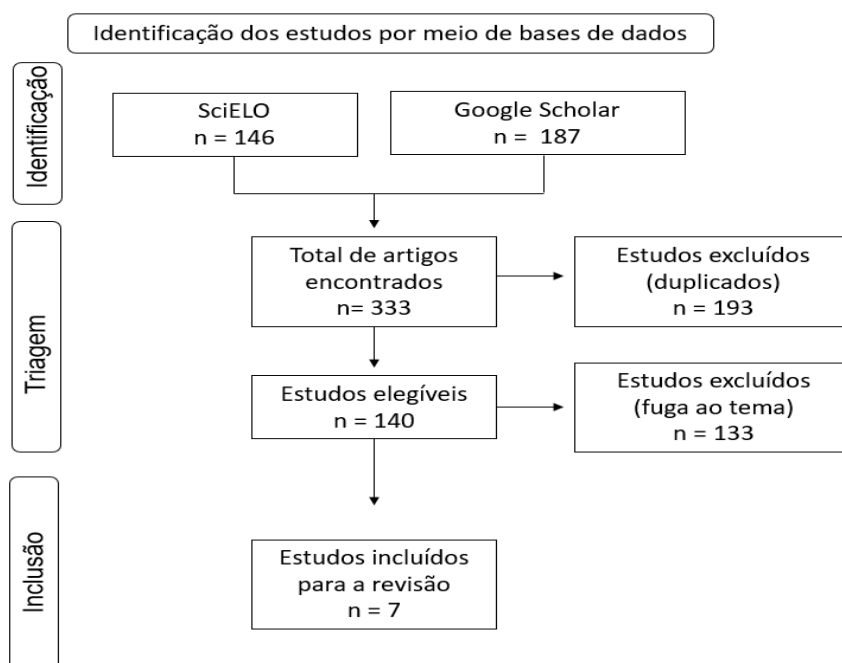 Identificação dos estudos por meio de bases de dados
Identificação
SciELO
n = 146
Google Scholar
n = 187
Triagem
Total de artigos
encontrados
n= 333
Estudos excluídos
(duplicados)
n = 193
Estudos elegíveis
n = 140
Estudos excluídos
(fuga ao tema)
n = 133
Inclusão
Estudos incluídos
para a revisão
n = 7